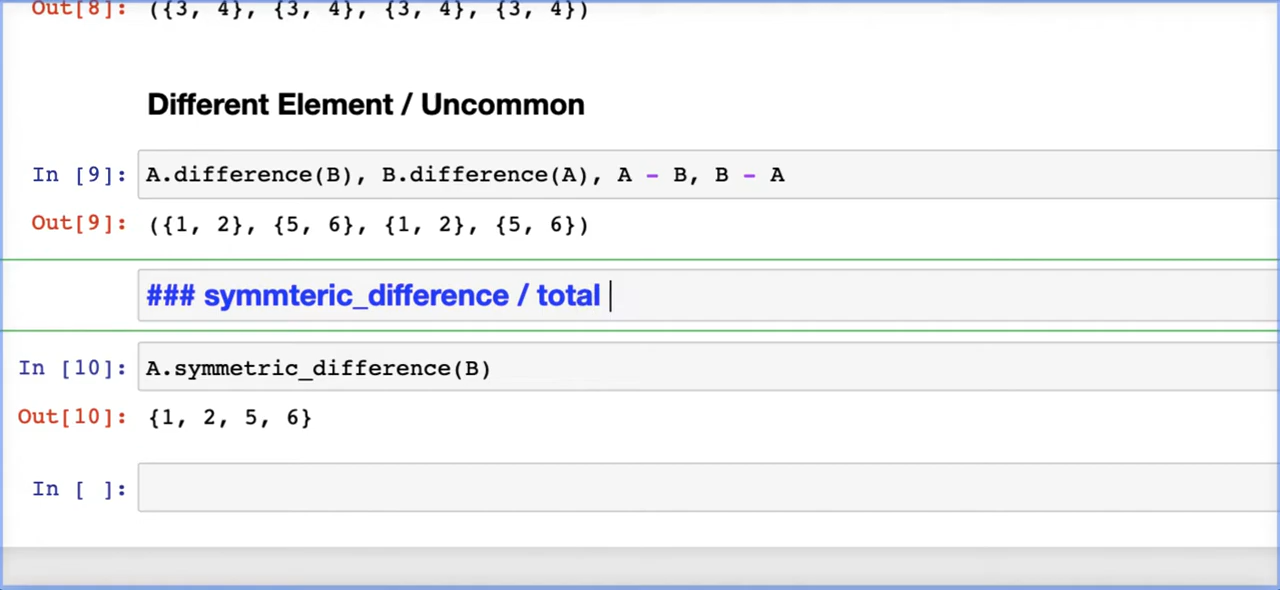 Out[8]: ({3, 4}, {3, 4}, {3, 4}, {3, 4})
Different Element / Uncommon
In [9]: A.difference(B), B.difference(A), A - B, B - A
Out[9]: ({1, 2}, {5, 6}, {1, 2}, {5, 6})
### symmteric_difference / total
In [10]: A.symmetric_difference(B)
Out[10]: {1, 2, 5, 6}
In [ ]: